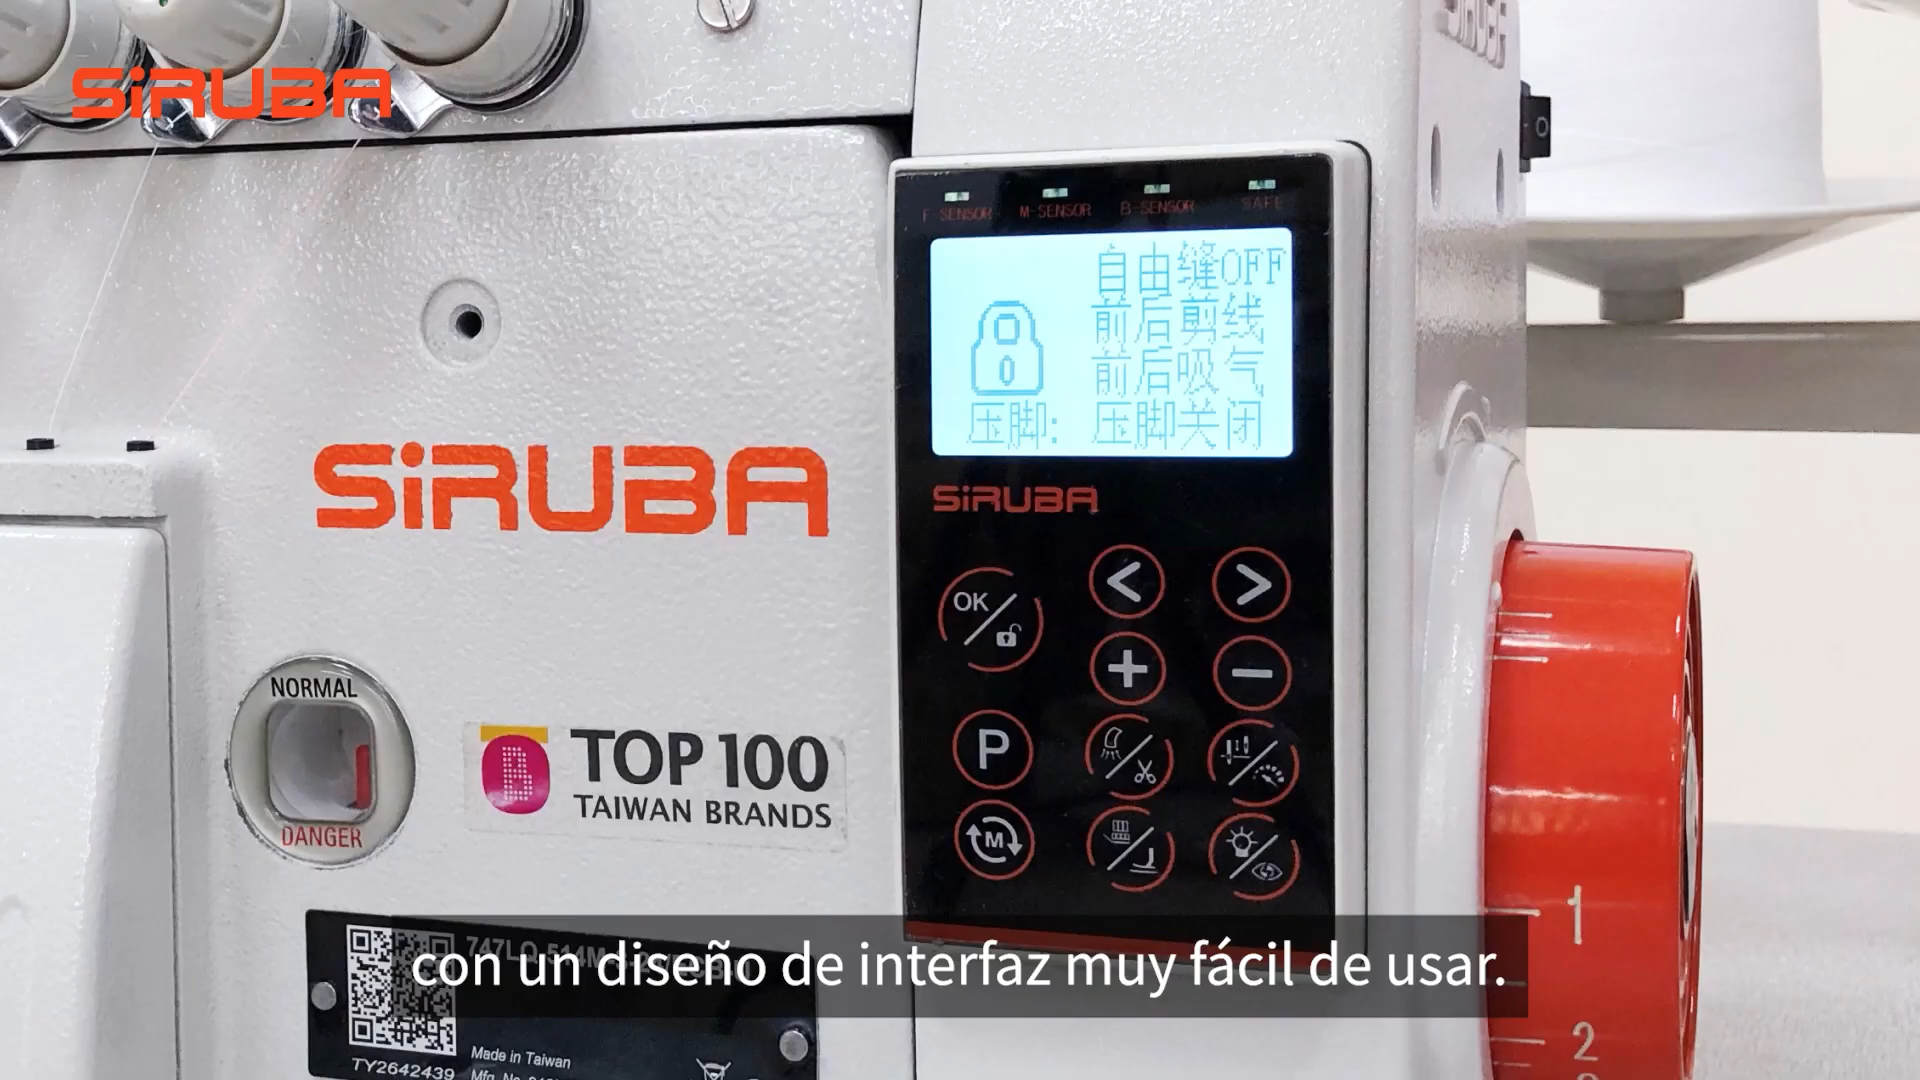 SiRUBA
SiRUBA
F-SENSOR M-SENSOR B-SENSOR SAFE
自由缝OFF
前后剪线
前后吸气
压脚: 压脚关闭
SiRUBA
SiRUBA
OK
P
M
NORMAL
DANGER
TOP 100
TAIWAN BRANDS
1
2
con un diseño de interfaz muy fácil de usar.
TY2642439
Made in Taiwan